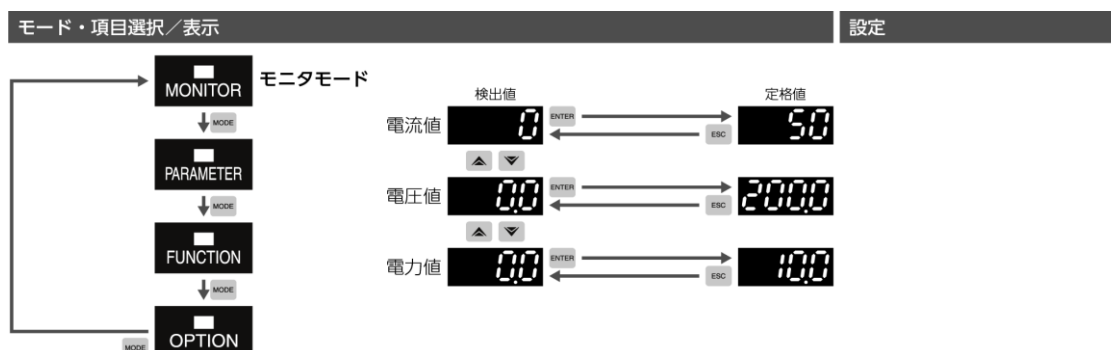 モード・項目選択／表示
設定
MONITOR
モニタモード
MODE
PARAMETER
MODE
FUNCTION
MODE
OPTION
MODE
検出値
定格値
電流値 0 ENTER ESC 50
電圧値 0.0 ENTER ESC 200.0
電力値 0.0 ENTER ESC 10.0